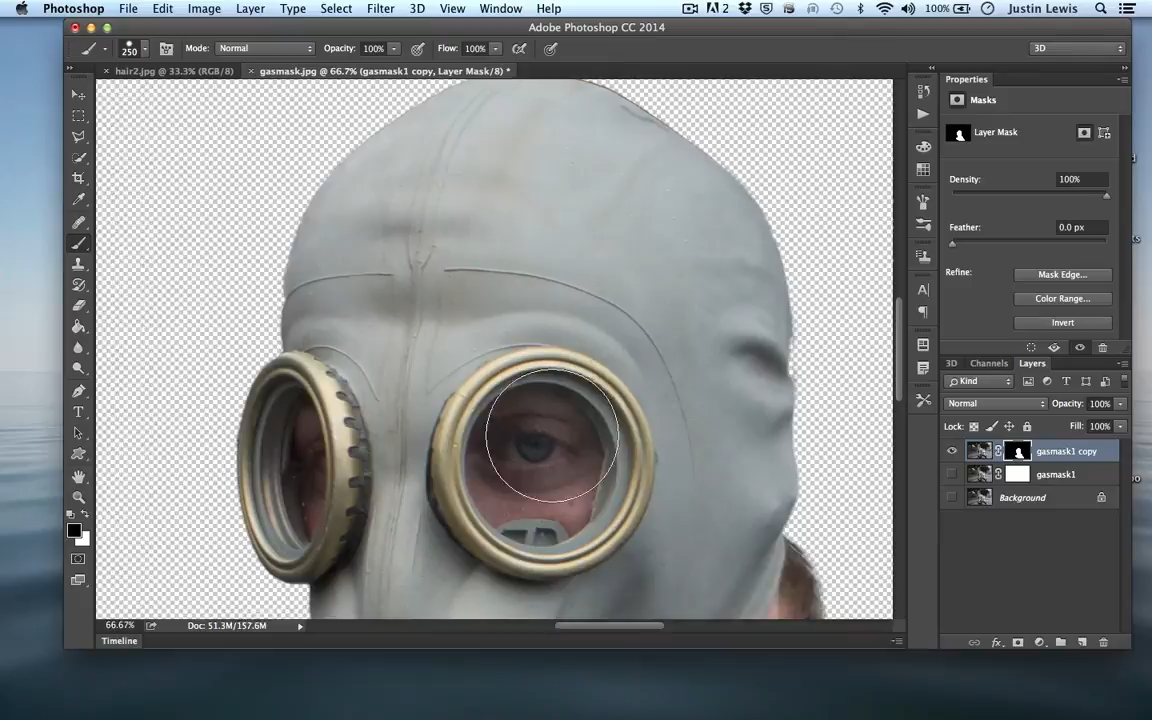 Photoshop File Edit Image Layer Type Select Filter 3D View Window Help 2 100% Justin Lewis
Adobe Photoshop CC 2014
250 Mode: Normal Opacity: 100% Flow: 100% 3D
× hair2.jpg @ 33.3% (RGB/8) × gasmask.jpg @ 66.7% (gasmask1 copy, Layer Mask/8) *
Properties
Masks
Layer Mask
Density: 100%
Feather: 0.0 px
Refine: Mask Edge...
Color Range...
Invert
3D Channels Layers
Kind
Normal Opacity: 100%
Lock: Fill: 100%
gasmask1 copy
gasmask1
Background
66.67% Doc: 51.3M/157.6M
Timeline